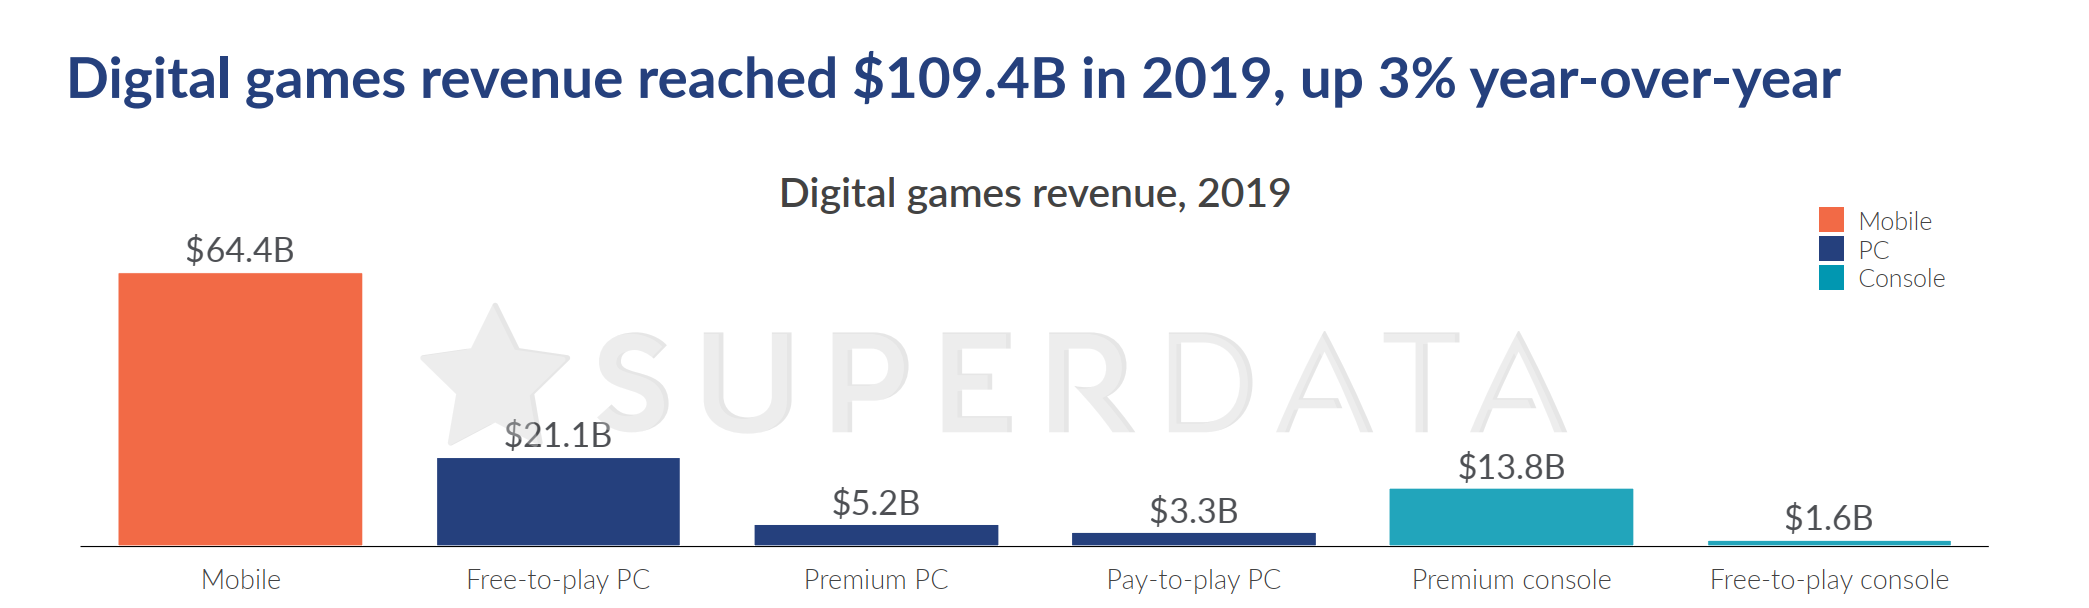 Digital games revenue reached $109.4B in 2019, up 3% year-over-year
Digital games revenue, 2019
Mobile
PC
Console
$64.4B
$21.1B
$5.2B
$3.3B
$13.8B
$1.6B
SUPERDATA
Mobile
Free-to-play PC
Premium PC
Pay-to-play PC
Premium console
Free-to-play console